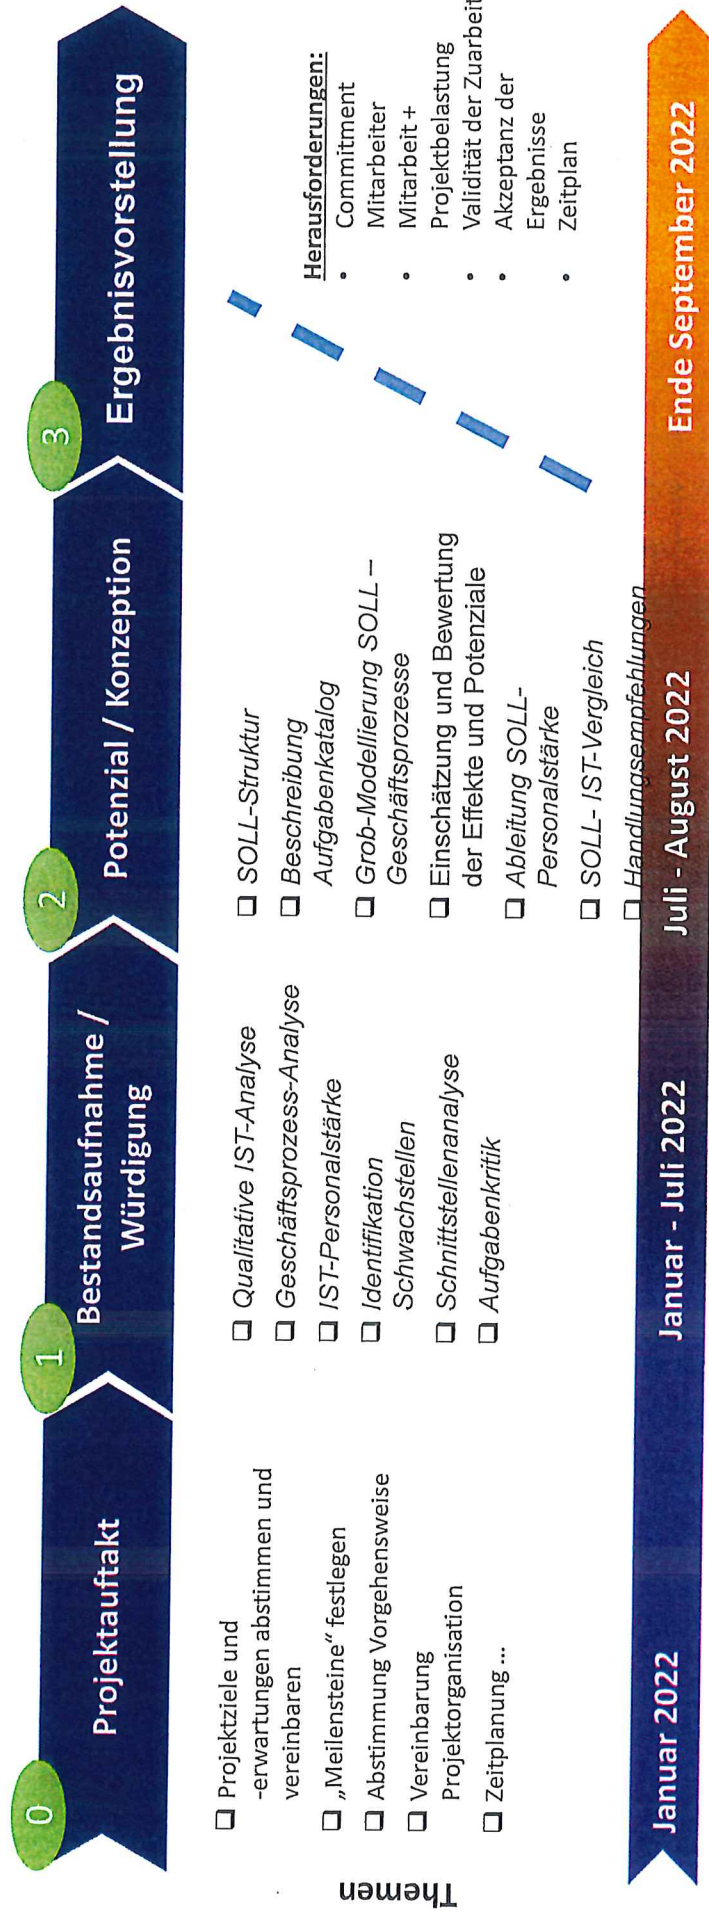 0
Projektauftakt
1
Bestandsaufnahme /
Würdigung
2
Potenzial / Konzeption
3
Ergebnisvorstellung
Themen
❑ Projektziele und
-erwartungen abstimmen und
vereinbaren
❑ „Meilensteine“ festlegen
❑ Abstimmung Vorgehensweise
❑ Vereinbarung
Projektorganisation
❑ Zeitplanung ...
❑ Qualitative IST-Analyse
❑ Geschäftsprozess-Analyse
❑ IST-Personalstärke
❑ Identifikation
Schwachstellen
❑ Schnittstellenanalyse
❑ Aufgabenkritik
❑ SOLL-Struktur
❑ Beschreibung
Aufgabenkatalog
❑ Grob-Modellierung SOLL –
Geschäftsprozesse
❑ Einschätzung und Bewertung
der Effekte und Potenziale
❑ Ableitung SOLL-
Personalstärke
❑ SOLL- IST-Vergleich
❑ Handlungsempfehlungen
Herausforderungen:
• Commitment
Mitarbeiter
• Mitarbeit +
Projektbelastung
• Validität der Zuarbeit
• Akzeptanz der
Ergebnisse
• Zeitplan
Januar 2022
Januar - Juli 2022
Juli - August 2022
Ende September 2022